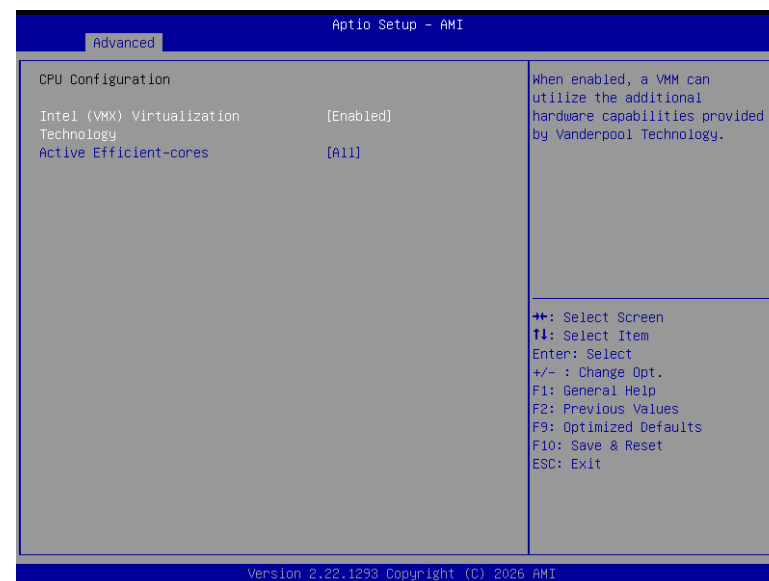 Aptio Setup – AMI
Advanced
CPU Configuration
Intel (VMX) Virtualization Technology [Enabled]
Active Efficient-cores [All]
When enabled, a VMM can
utilize the additional
hardware capabilities provided
by Vanderpool Technology.
→←: Select Screen
↑↓: Select Item
Enter: Select
+/- : Change Opt.
F1: General Help
F2: Previous Values
F9: Optimized Defaults
F10: Save & Reset
ESC: Exit
Version 2.22.1293 Copyright (C) 2026 AMI